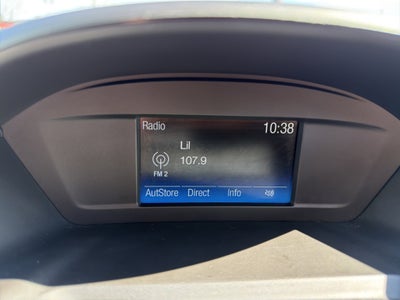 Radio 10:38
Lil
107.9
FM 2
AutStore Direct Info